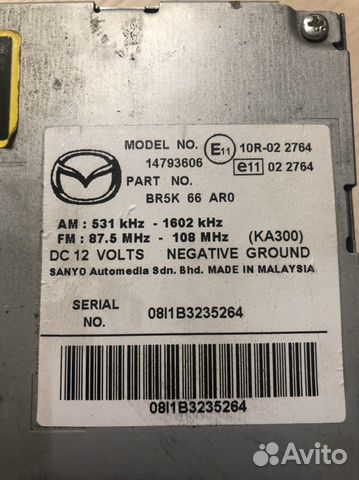 MODEL NO.
14793606
E11 10R-02 2764
e11 02 2764
PART NO.
BR5K 66 AR0
AM : 531 kHz - 1602 kHz
FM : 87.5 MHz - 108 MHz (KA300)
DC 12 VOLTS NEGATIVE GROUND
SANYO Automedia Sdn. Bhd. MADE IN MALAYSIA
SERIAL NO. 08I1B3235264
08I1B3235264
Avito